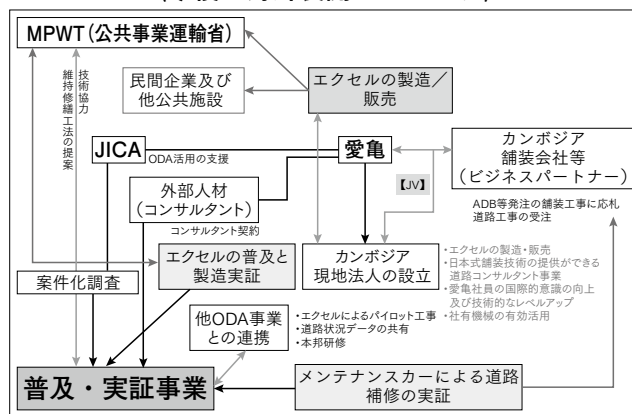 MPWT(公共事業運輸省)
技術協力
維持修繕工法の提案
民間企業及び
他公共施設
エクセルの製造/
販売
JICA
ODA活用の支援
愛亀
カンボジア
舗装会社等
(ビジネスパートナー)
ADB等発注の舗装工事に応札
道路工事の受注
外部人材
(コンサルタント)
コンサルタント契約
【JV】
エクセルの普及と
製造実証
カンボジア
現地法人の設立
・エクセルの製造・販売
・日本式舗装技術の提供ができる
道路コンサルタント事業
・愛亀社員の国際的意識の向上
及び技術的なレベルアップ
・社有機械の有効活用
案件化調査
他ODA事業
との連携
・エクセルによるパイロット工事
・道路状況データの共有
・本邦研修
普及・実証事業
メンテナンスカーによる道路
補修の実証